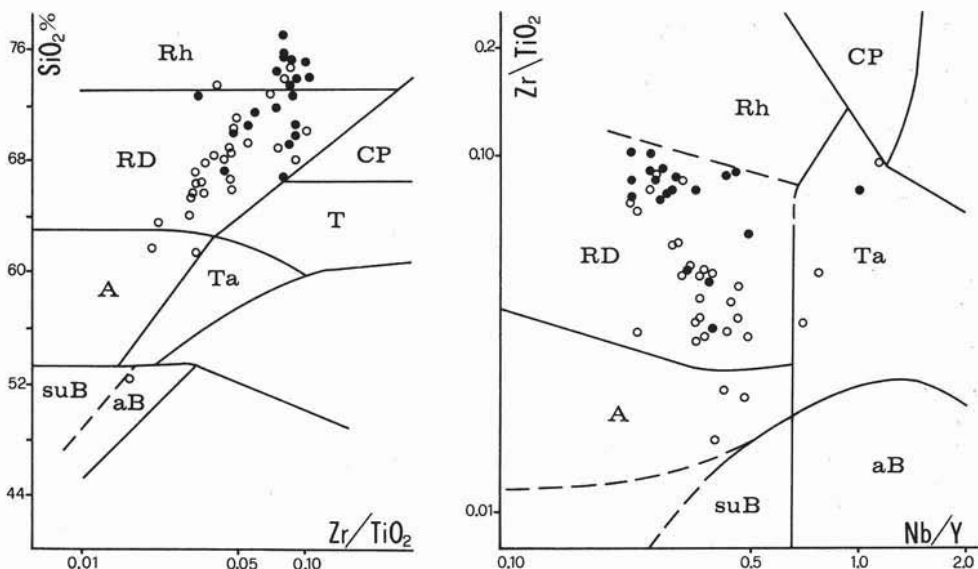 SiO₂%
76
68
60
52
44
Rh
RD
CP
T
A
Ta
suB
aB
0.01
0.05
0.10
Zr/TiO₂
Zr/TiO₂
0.2
0.10
0.01
CP
Rh
RD
Ta
A
suB
aB
0.10
0.5
1.0
2.0
Nb/Y